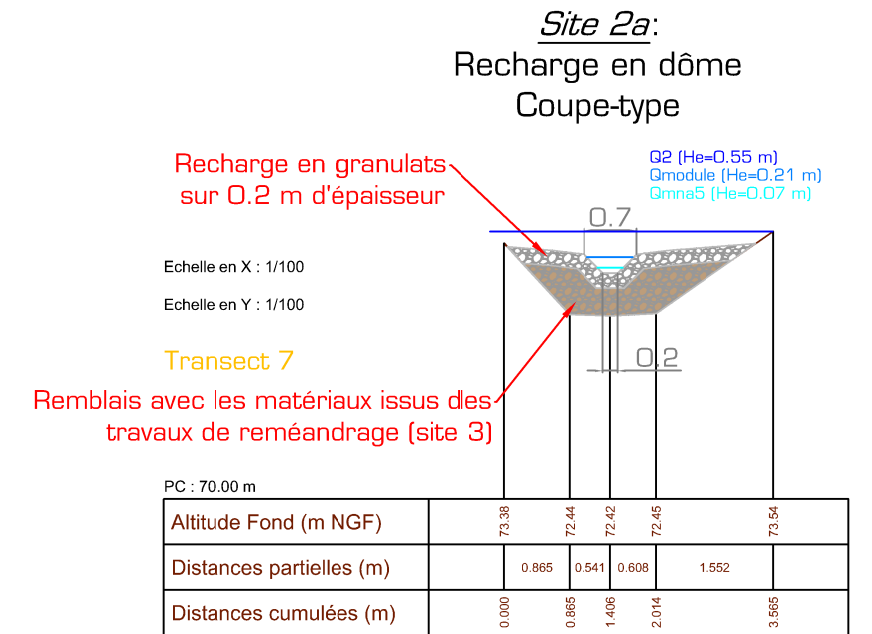 Site 2a:
Recharge en dôme
Coupe-type
Q2 (He=0.55 m)
Qmodule (He=0.21 m)
Qmna5 (He=0.07 m)
Recharge en granulats
sur 0.2 m d'épaisseur
0.7
Echelle en X : 1/100
Echelle en Y : 1/100
Transect 7
0.2
Remblais avec les matériaux issus des
travaux de reméandrage (site 3)
PC : 70.00 m
Altitude Fond (m NGF) 73.38 72.44 72.42 72.45 73.54
Distances partielles (m) 0.865 0.541 0.608 1.552
Distances cumulées (m) 0.000 0.865 1.406 2.014 3.565